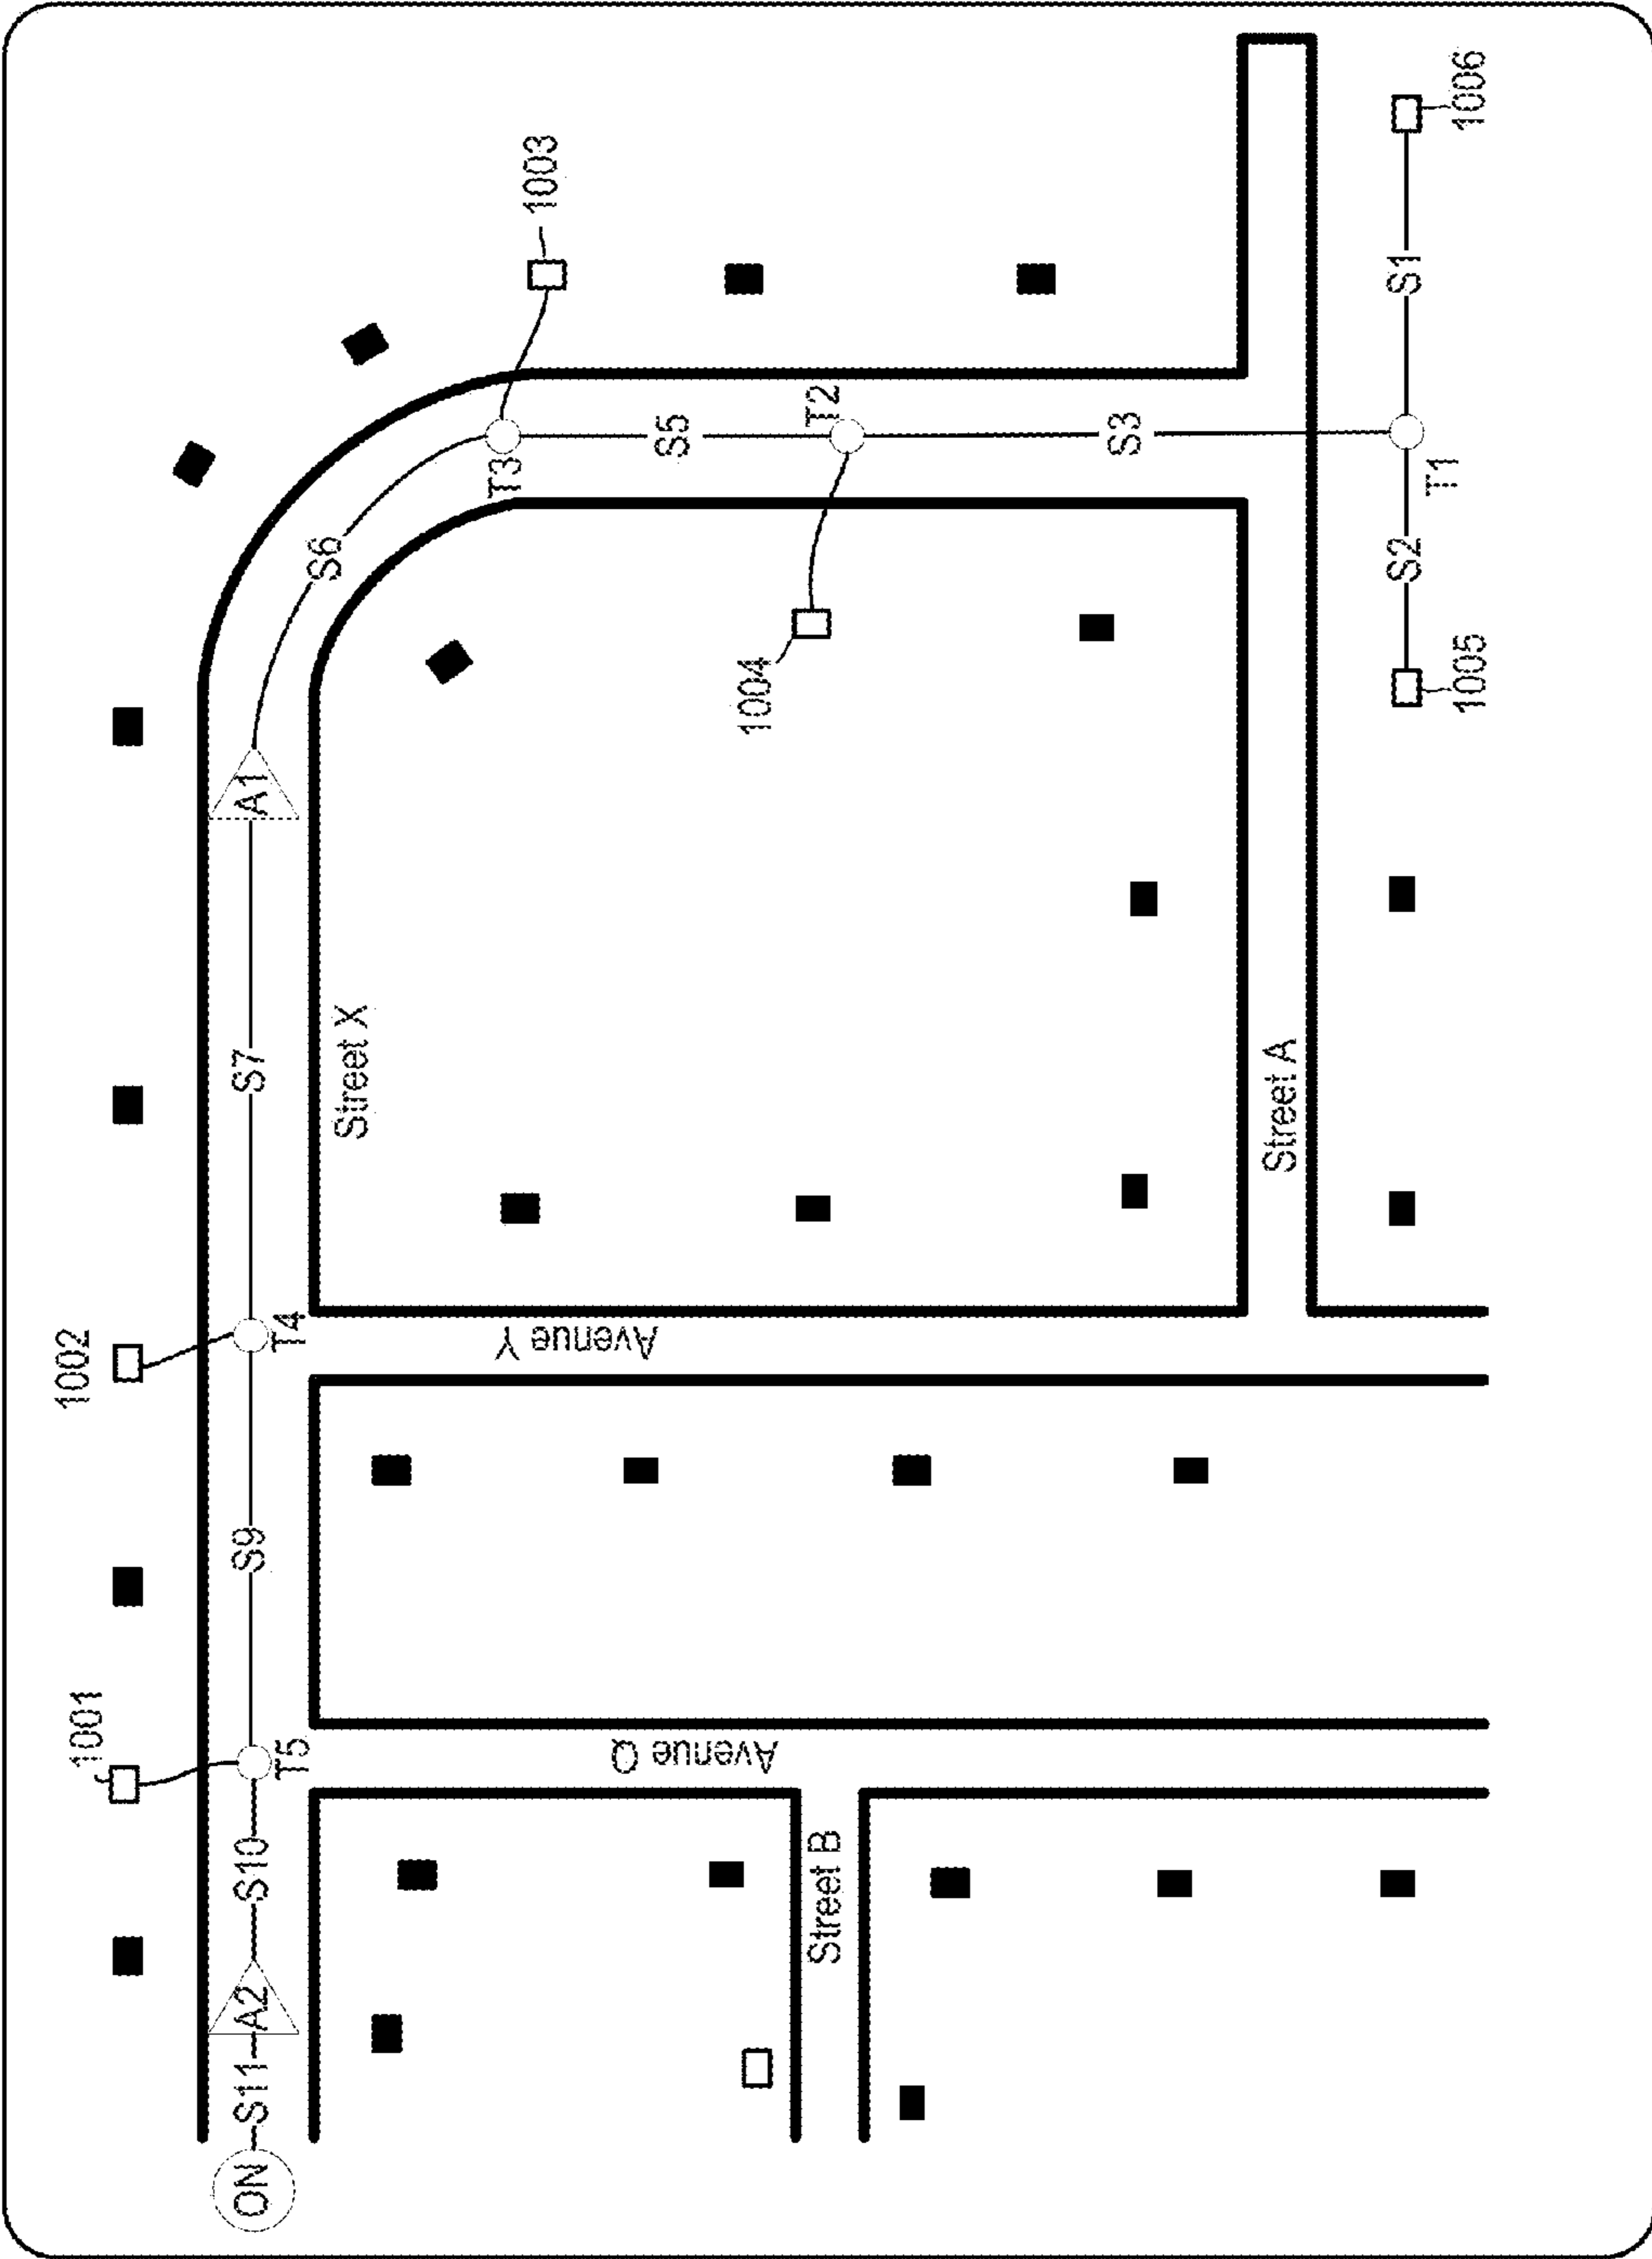 1001
1002
ON
S11
A2
S10
T5
S9
T4
S7
A1
S6
Street X
T3
1003
S5
T2
1004
S3
Avenue Q
Avenue Y
Street B
Street A
T1
S2
S1
1005
1006